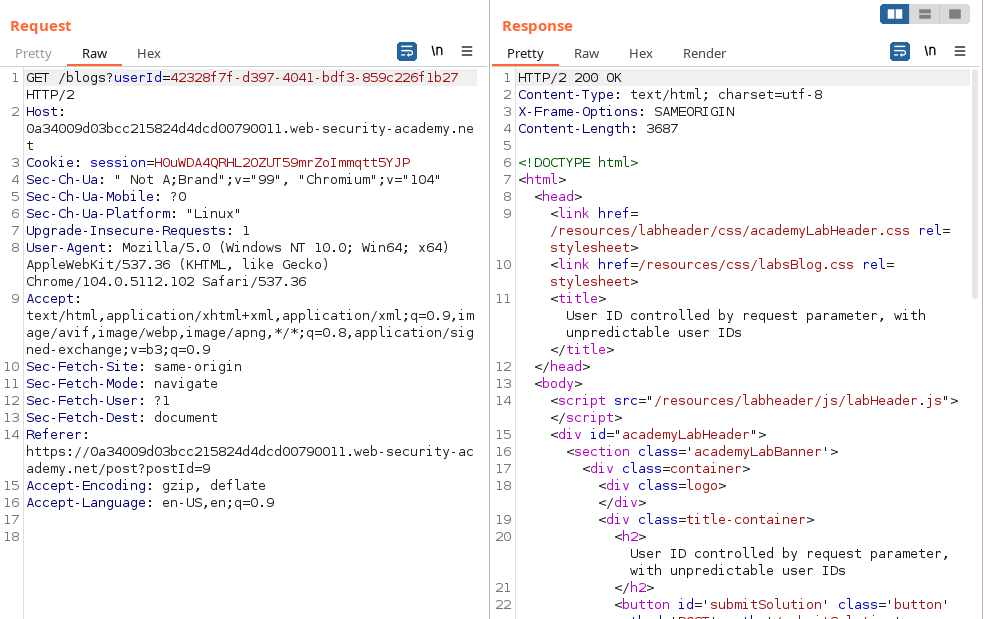 Request
Pretty Raw Hex \n
1 GET /blogs?userId=42328f7f-d397-4041-bdf3-859c226f1b27
HTTP/2
2 Host:
0a34009d03bcc215824d4dcd00790011.web-security-academy.ne
t
3 Cookie: session=H0uWDA4QRHL2OZUT59mrZoImmqtt5YJP
4 Sec-Ch-Ua: " Not A;Brand";v="99", "Chromium";v="104"
5 Sec-Ch-Ua-Mobile: ?0
6 Sec-Ch-Ua-Platform: "Linux"
7 Upgrade-Insecure-Requests: 1
8 User-Agent: Mozilla/5.0 (Windows NT 10.0; Win64; x64)
AppleWebKit/537.36 (KHTML, like Gecko)
Chrome/104.0.5112.102 Safari/537.36
9 Accept:
text/html,application/xhtml+xml,application/xml;q=0.9,im
age/avif,image/webp,image/apng,*/*;q=0.8,application/sig
ned-exchange;v=b3;q=0.9
10 Sec-Fetch-Site: same-origin
11 Sec-Fetch-Mode: navigate
12 Sec-Fetch-User: ?1
13 Sec-Fetch-Dest: document
14 Referer:
https://0a34009d03bcc215824d4dcd00790011.web-security-ac
ademy.net/post?postId=9
15 Accept-Encoding: gzip, deflate
16 Accept-Language: en-US,en;q=0.9
17
18
Response
Pretty Raw Hex Render \n
1 HTTP/2 200 OK
2 Content-Type: text/html; charset=utf-8
3 X-Frame-Options: SAMEORIGIN
4 Content-Length: 3687
5
6 <!DOCTYPE html>
7 <html>
8 <head>
9 <link href=
/resources/labheader/css/academyLabHeader.css rel=
stylesheet>
10 <link href=/resources/css/labsBlog.css rel=
stylesheet>
11 <title>
User ID controlled by request parameter, with
unpredictable user IDs
</title>
12 </head>
13 <body>
14 <script src="/resources/labheader/js/labHeader.js">
</script>
15 <div id="academyLabHeader">
16 <section class='academyLabBanner'>
17 <div class=container>
18 <div class=logo>
</div>
19 <div class=title-container>
20 <h2>
User ID controlled by request parameter,
with unpredictable user IDs
21 </h2>
22 <button id='submitSolution' class='button'